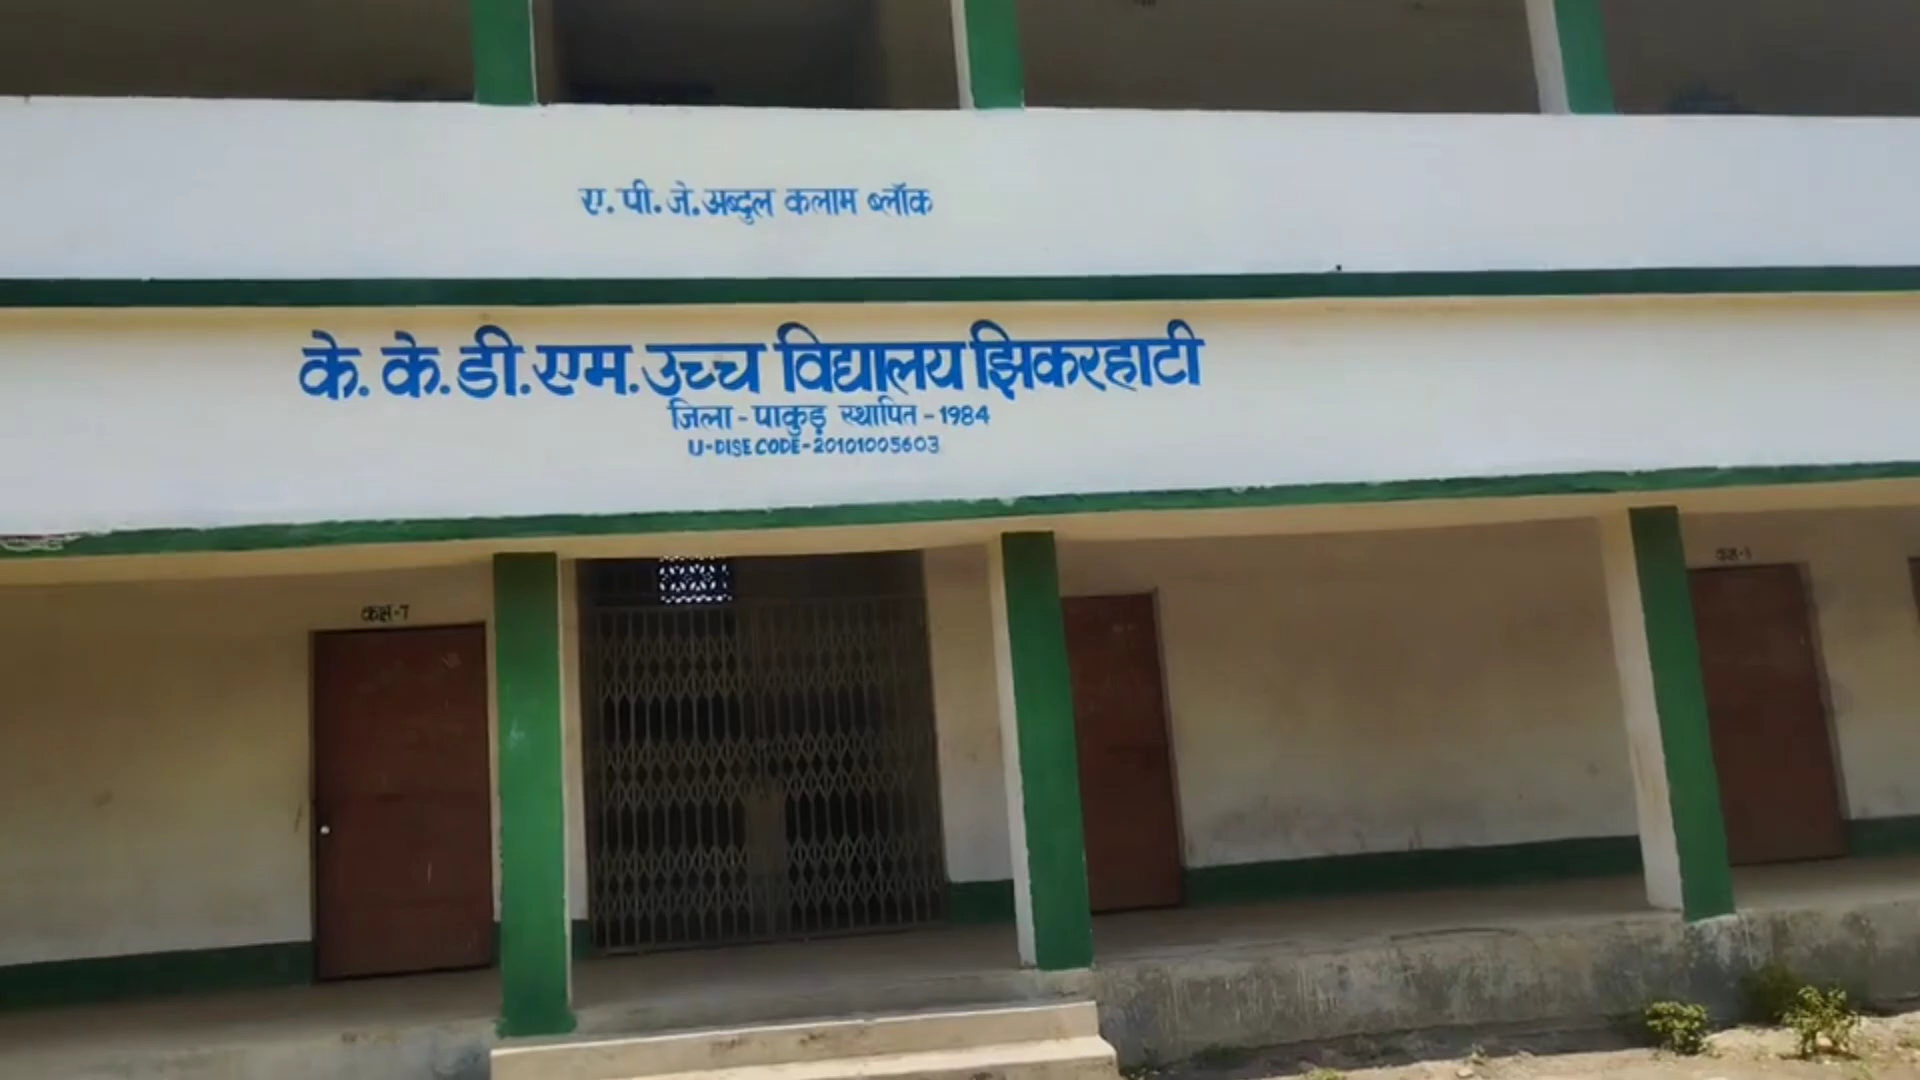 ए. पी. जे. अब्दुल कलाम ब्लॉक
के. के. डी. एम. उच्च विद्यालय झिकरहाटी
जिला - पाकुड़ स्थापित - 1984
U-DISE CODE-20101005603
कक्ष-7